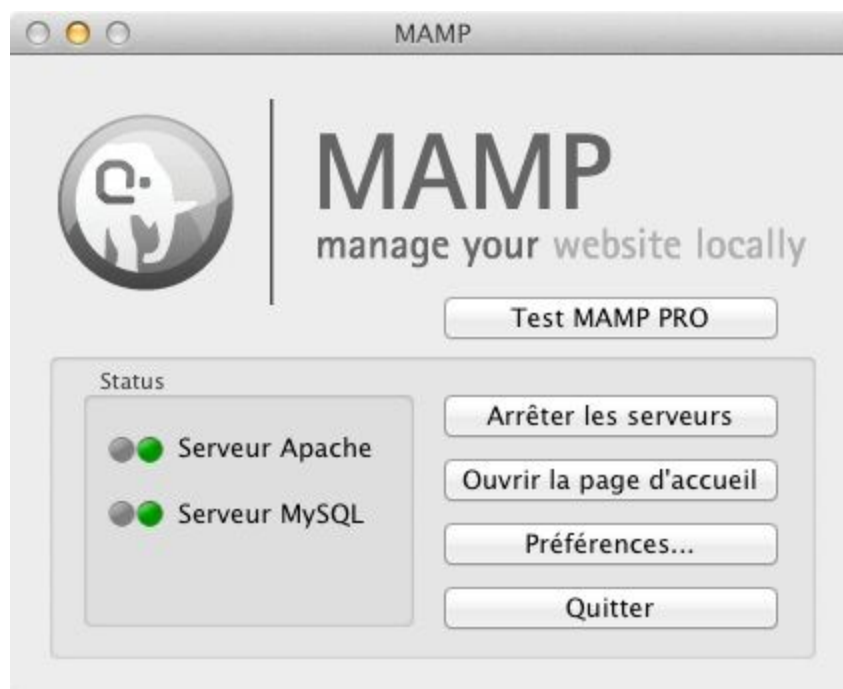 MAMP
MAMP
manage your website locally
Test MAMP PRO
Status
Serveur Apache
Serveur MySQL
Arrêter les serveurs
Ouvrir la page d'accueil
Préférences...
Quitter